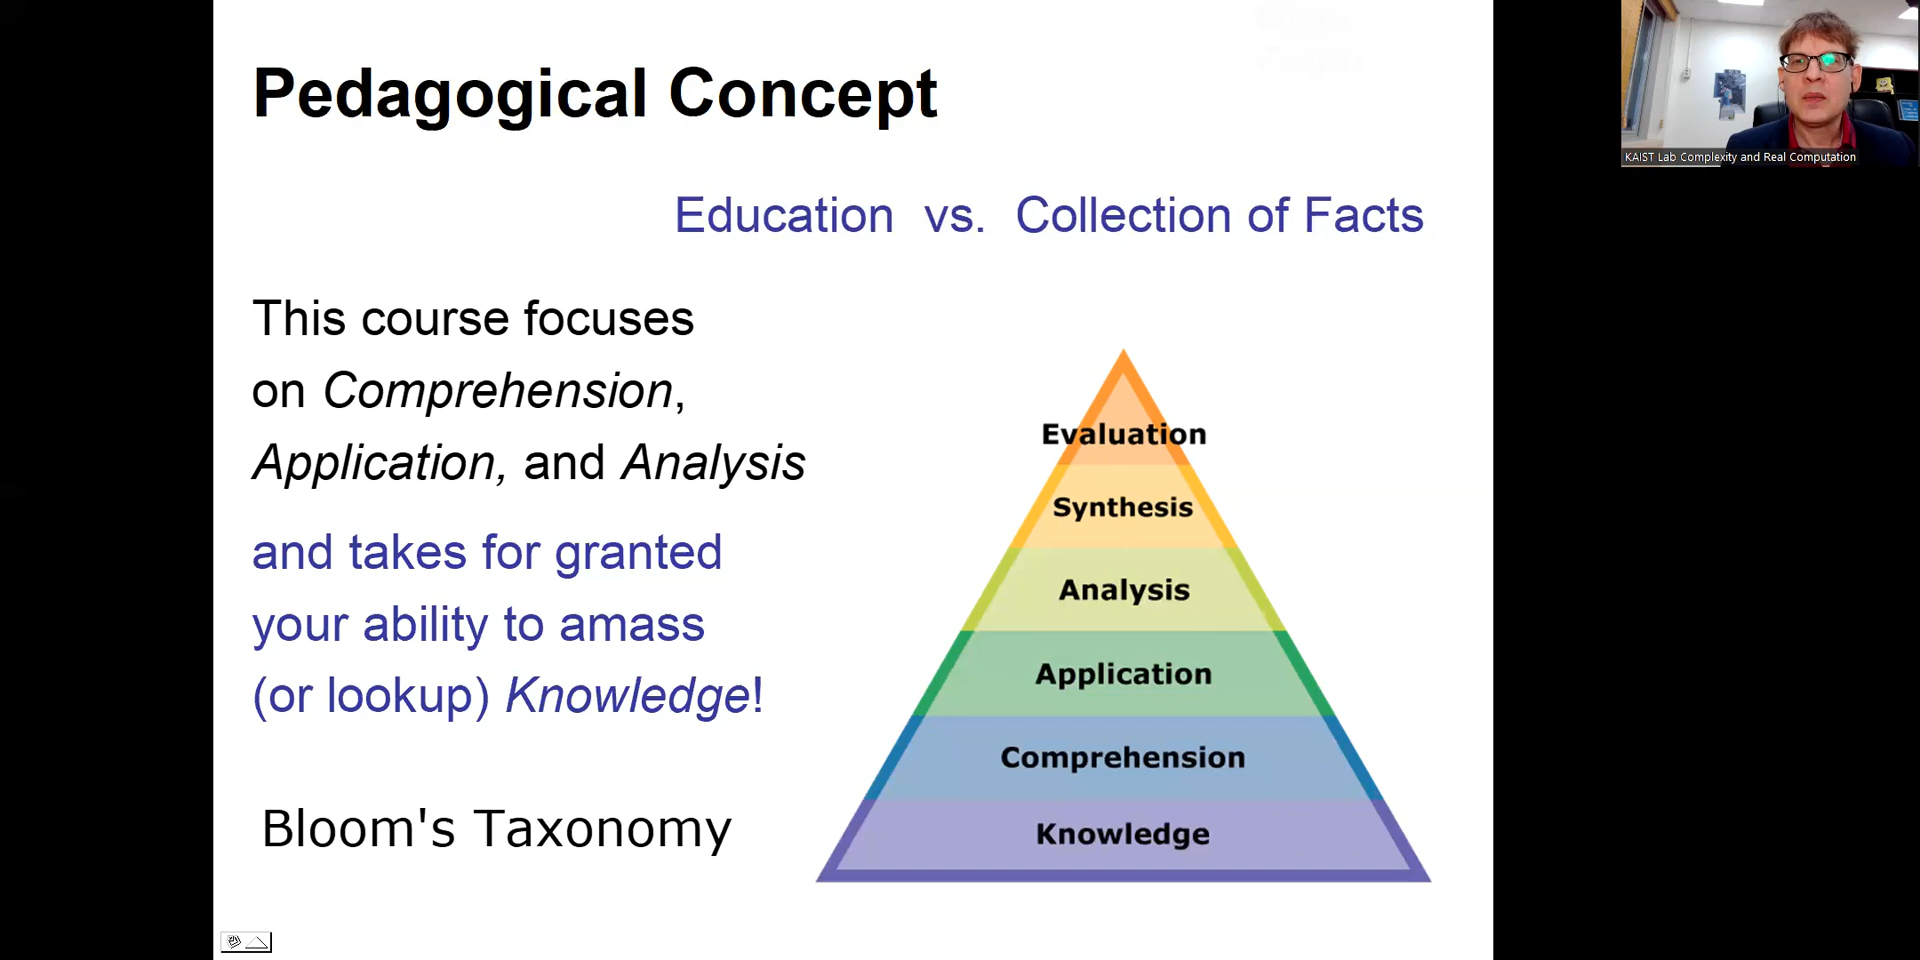 Pedagogical Concept
KAIST Lab Complexity and Real Computation
Education vs. Collection of Facts
This course focuses
on Comprehension,
Application, and Analysis
and takes for granted
your ability to amass
(or lookup) Knowledge!
Bloom's Taxonomy
Evaluation
Synthesis
Analysis
Application
Comprehension
Knowledge